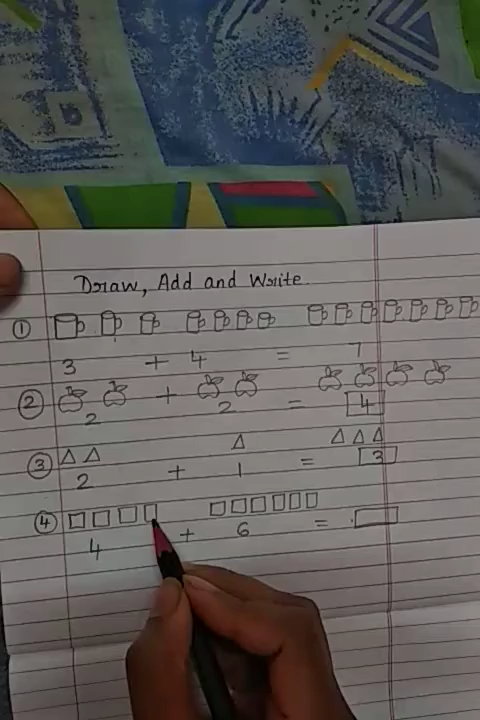 Draw, Add and Write.
①
3 + 4 = 7
②
2 + 2 = 4
③
2 + 1 = 3
④
4 + 6 =